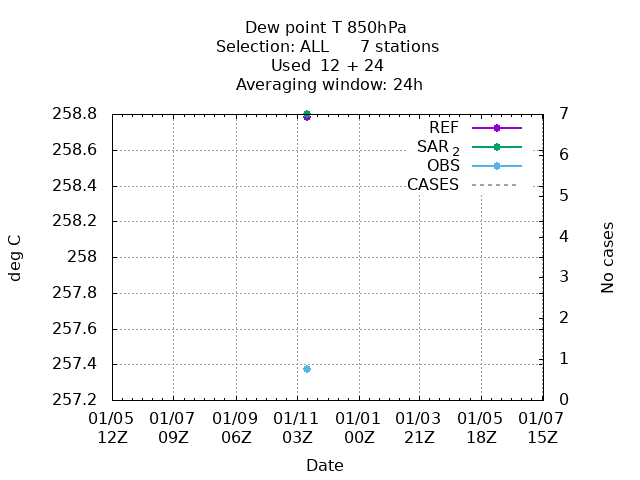 Dew point T 850hPa
Selection: ALL 7 stations
Used 12 + 24
Averaging window: 24h
258.8
258.6
258.4
258.2
258
257.8
257.6
257.4
257.2
deg C
REF
SAR 2
OBS
CASES
7
6
5
4
3
2
1
0
No cases
01/05 01/07 01/09 01/11 01/01 01/03 01/05 01/07
12Z 09Z 06Z 03Z 00Z 21Z 18Z 15Z
Date